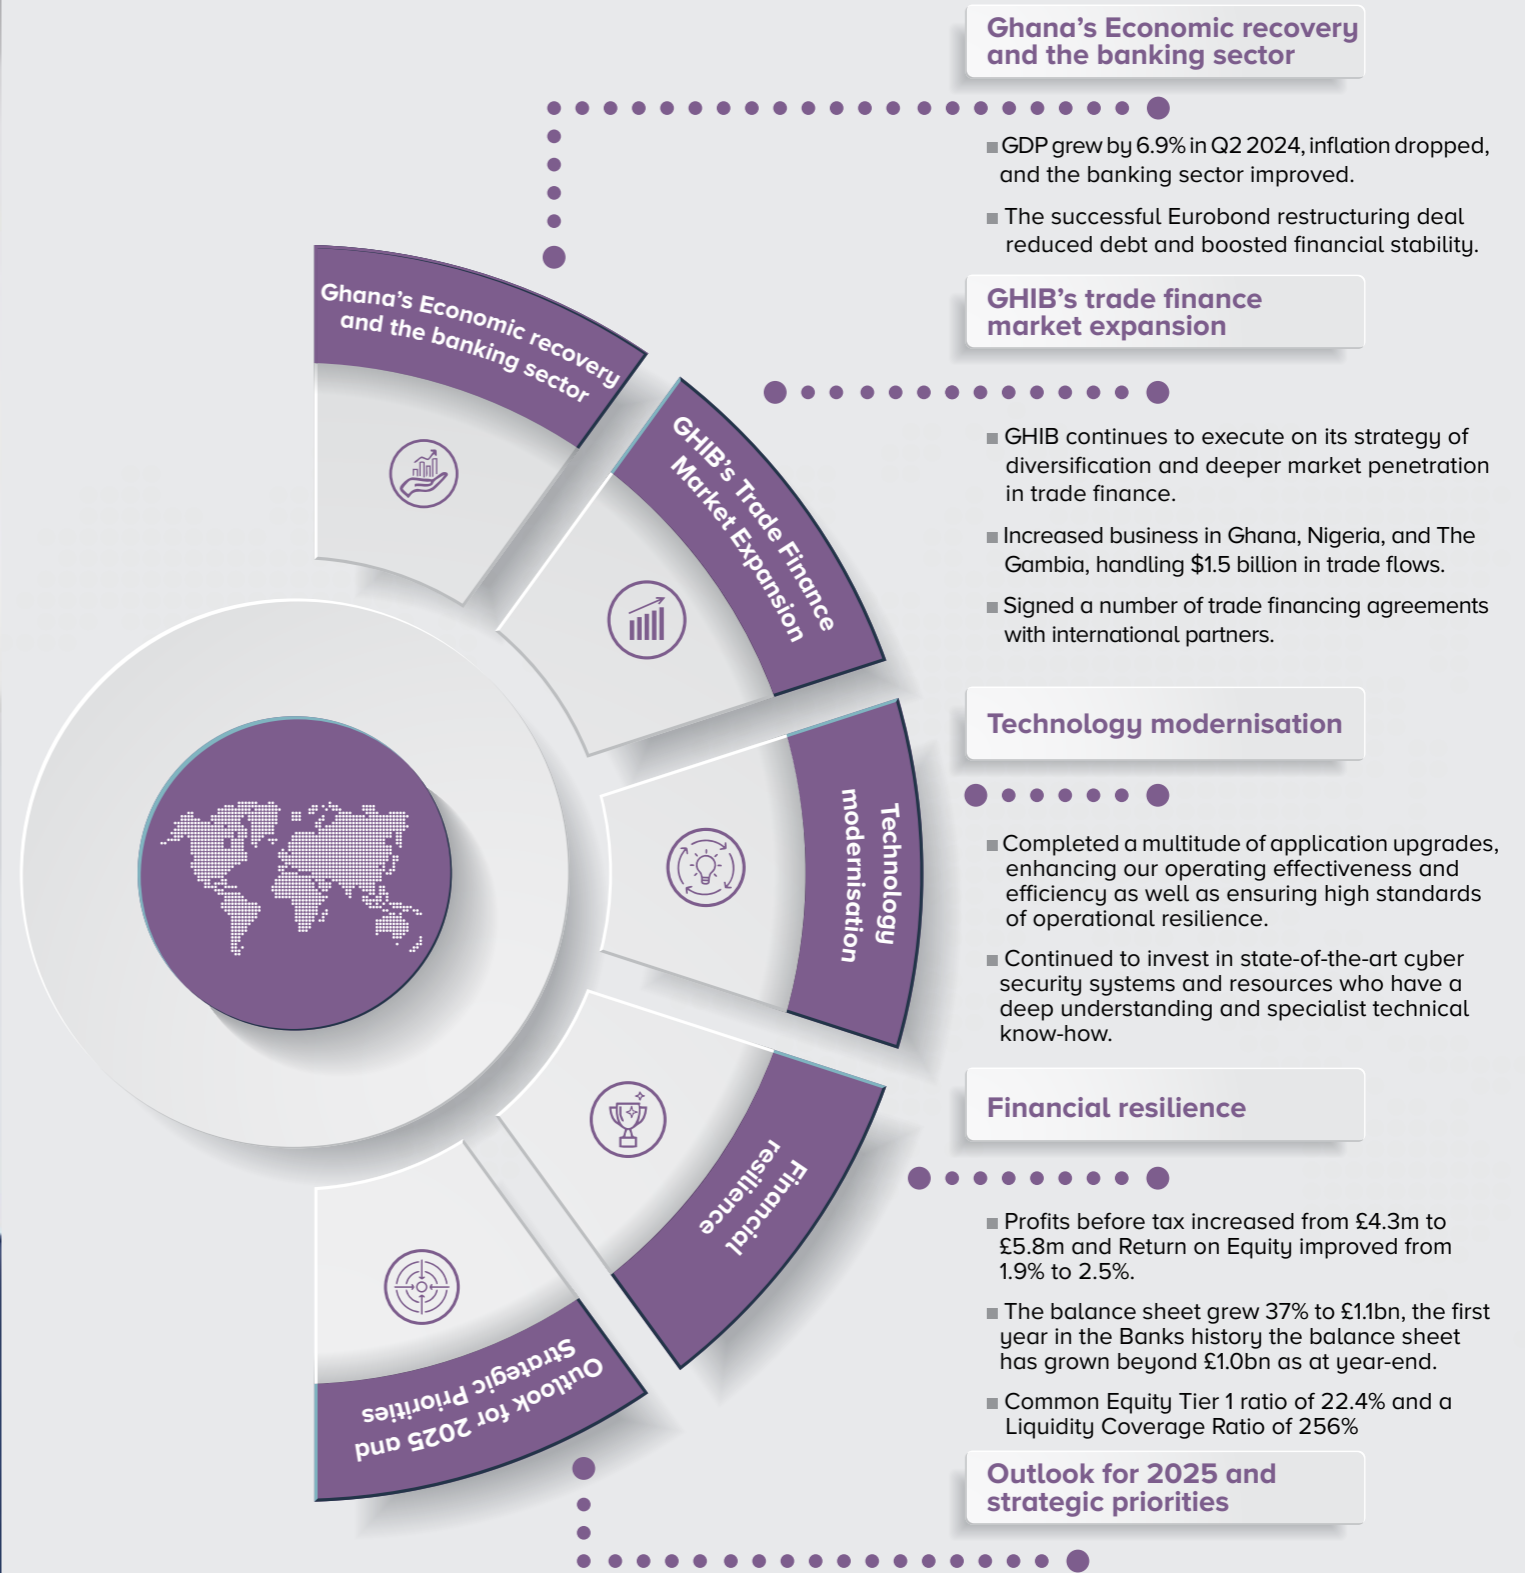 Ghana’s Economic recovery
and the banking sector
■ GDP grew by 6.9% in Q2 2024, inflation dropped,
and the banking sector improved.
■ The successful Eurobond restructuring deal
reduced debt and boosted financial stability.
GHIB’s trade finance
market expansion
■ GHIB continues to execute on its strategy of
diversification and deeper market penetration
in trade finance.
■ Increased business in Ghana, Nigeria, and The
Gambia, handling $1.5 billion in trade flows.
■ Signed a number of trade financing agreements
with international partners.
Technology modernisation
■ Completed a multitude of application upgrades,
enhancing our operating effectiveness and
efficiency as well as ensuring high standards
of operational resilience.
■ Continued to invest in state-of-the-art cyber
security systems and resources who have a
deep understanding and specialist technical
know-how.
Financial resilience
■ Profits before tax increased from £4.3m to
£5.8m and Return on Equity improved from
1.9% to 2.5%.
■ The balance sheet grew 37% to £1.1bn, the first
year in the Banks history the balance sheet
has grown beyond £1.0bn as at year-end.
■ Common Equity Tier 1 ratio of 22.4% and a
Liquidity Coverage Ratio of 256%
Outlook for 2025 and
strategic priorities
Ghana’s Economic recovery
and the banking sector
GHIB’s Trade Finance
Market Expansion
Technology
modernisation
Financial
resilience
Outlook for 2025 and
Strategic Priorities